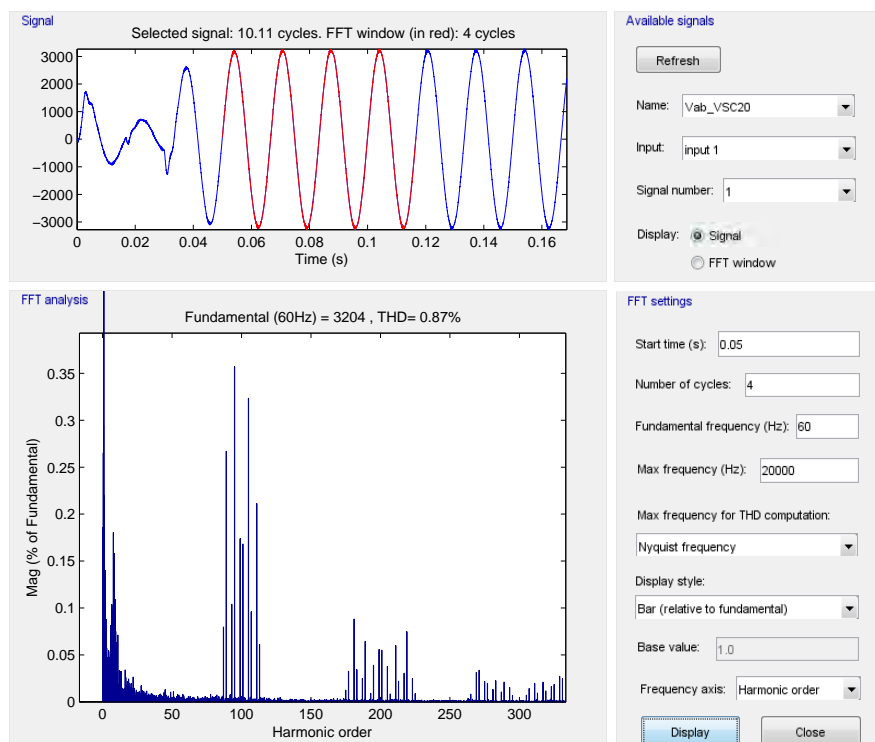 Signal
Selected signal: 10.11 cycles. FFT window (in red): 4 cycles
3000
2000
1000
0
−1000
−2000
−3000
0 0.02 0.04 0.06 0.08 0.1 0.12 0.14 0.16
Time (s)
Available signals
Refresh
Name: Vab_VSC20
Input: input 1
Signal number: 1
Display: Signal
FFT window
FFT analysis
Fundamental (60Hz) = 3204 , THD= 0.87%
Mag (% of Fundamental)
0.35
0.3
0.25
0.2
0.15
0.1
0.05
0
0 50 100 150 200 250 300
Harmonic order
FFT settings
Start time (s): 0.05
Number of cycles: 4
Fundamental frequency (Hz): 60
Max frequency (Hz): 20000
Max frequency for THD computation:
Nyquist frequency
Display style:
Bar (relative to fundamental)
Base value: 1.0
Frequency axis: Harmonic order
Display Close